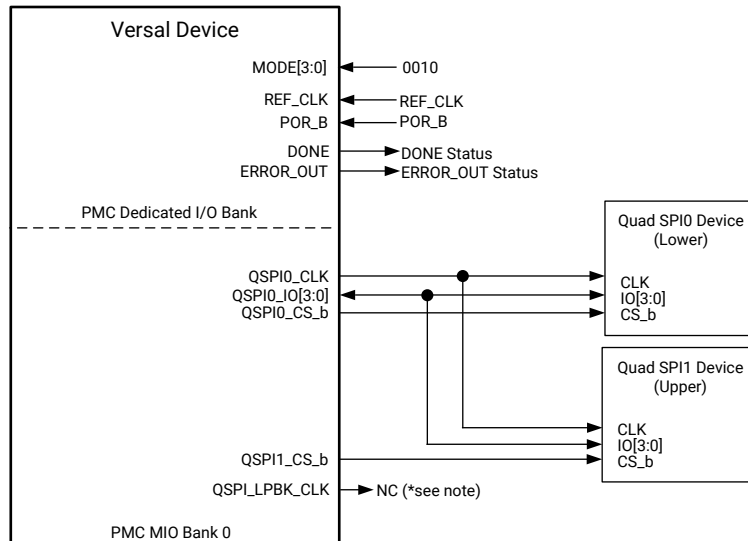 Versal Device
MODE[3:0] 0010
REF_CLK REF_CLK
POR_B POR_B
DONE DONE Status
ERROR_OUT ERROR_OUT Status
PMC Dedicated I/O Bank
Quad SPI0 Device
(Lower)
QSPI0_CLK CLK
QSPI0_IO[3:0] IO[3:0]
QSPI0_CS_b CS_b
Quad SPI1 Device
(Upper)
CLK
IO[3:0]
QSPI1_CS_b CS_b
QSPI_LPBK_CLK NC (*see note)
PMC MIO Bank 0